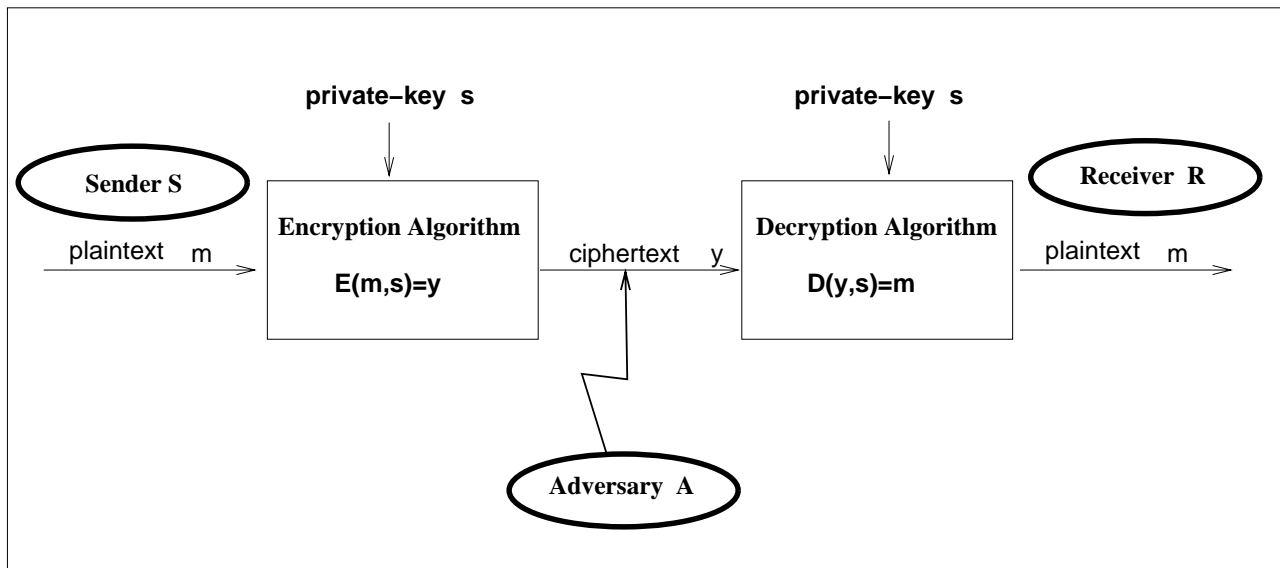 private–key s
private–key s
Sender S
Receiver R
Encryption Algorithm
Decryption Algorithm
plaintext m
ciphertext y
plaintext m
E(m,s)=y
D(y,s)=m
Adversary A